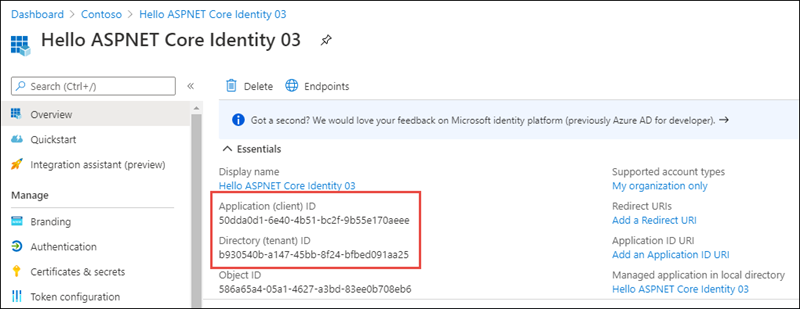 Dashboard > Contoso > Hello ASPNET Core Identity 03
Hello ASPNET Core Identity 03
Search (Ctrl+/)
«
Delete
Endpoints
Overview
Quickstart
Integration assistant (preview)
Manage
Branding
Authentication
Certificates & secrets
Token configuration
Got a second? We would love your feedback on Microsoft identity platform (previously Azure AD for developer). →
Essentials
Display name
Hello ASPNET Core Identity 03
Application (client) ID
50dda0d1-6e40-4b51-bc2f-9b55e170aeee
Directory (tenant) ID
b930540b-a147-45bb-8f24-bfbed091aa25
Object ID
586a65a4-05a1-4627-a3bd-83ee0b708eb6
Supported account types
My organization only
Redirect URIs
Add a Redirect URI
Application ID URI
Add an Application ID URI
Managed application in local directory
Hello ASPNET Core Identity 03